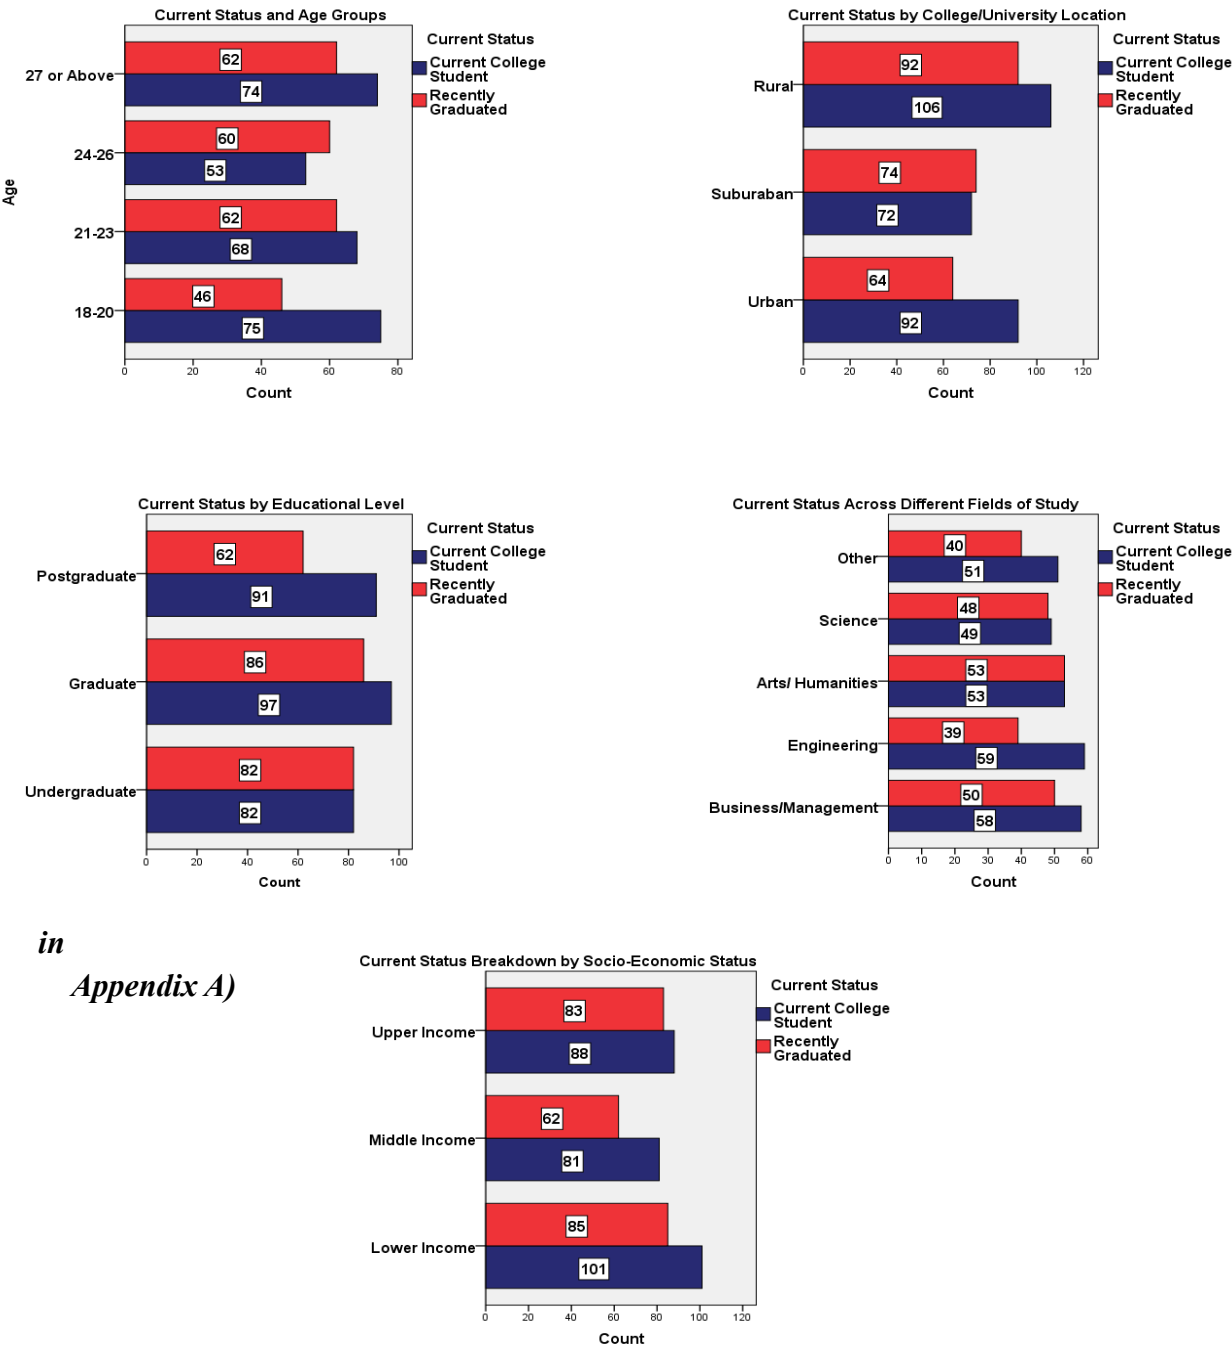 Current Status and Age Groups
Current Status
Current College
Student
Recently
Graduated
Age
27 or Above
62
74
24-26
60
53
21-23
62
68
18-20
46
75
0 20 40 60 80
Count
Current Status by College/University Location
Current Status
Current College
Student
Recently
Graduated
Rural
92
106
Suburaban
74
72
Urban
64
92
0 20 40 60 80 100 120
Count
Current Status by Educational Level
Current Status
Current College
Student
Recently
Graduated
Postgraduate
62
91
Graduate
86
97
Undergraduate
82
82
0 20 40 60 80 100
Count
Current Status Across Different Fields of Study
Current Status
Current College
Student
Recently
Graduated
Other
40
51
Science
48
49
Arts/ Humanities
53
53
Engineering
39
59
Business/Management
50
58
0 10 20 30 40 50 60
Count
in
Appendix A)
Current Status Breakdown by Socio-Economic Status
Current Status
Current College
Student
Recently
Graduated
Upper Income
83
88
Middle Income
62
81
Lower Income
85
101
0 20 40 60 80 100 120
Count